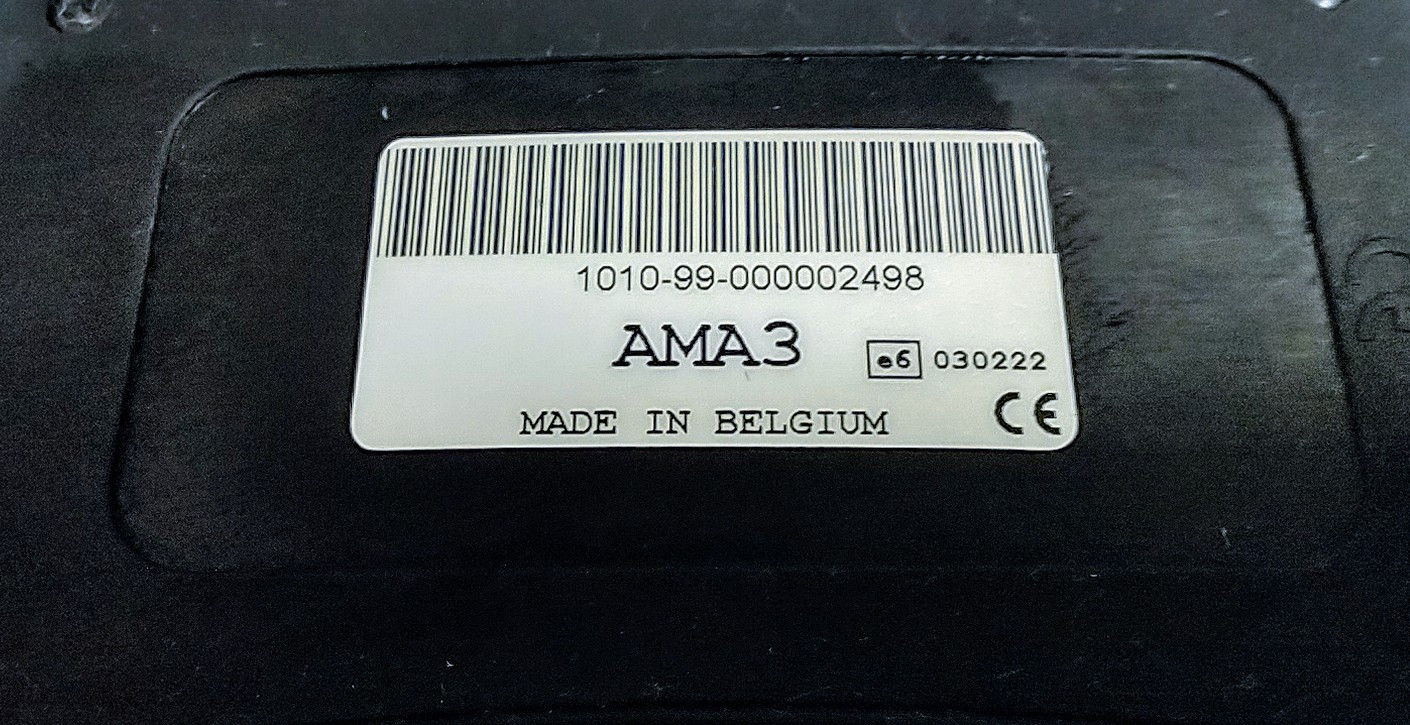 1010-99-000002498
AMA3
e6 030222
MADE IN BELGIUM
CE